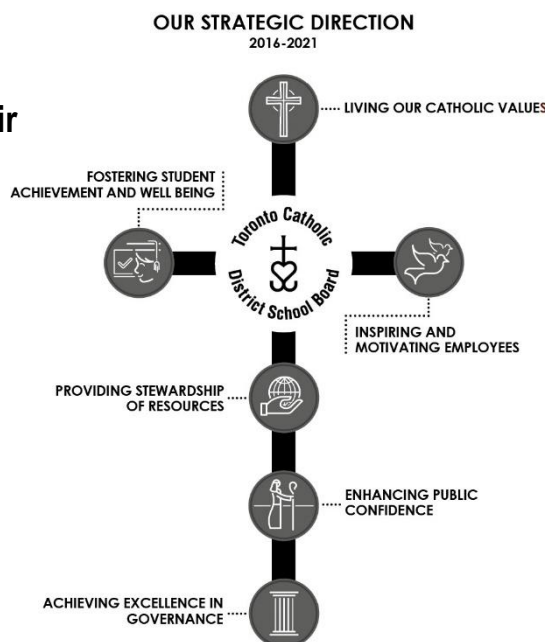 OUR STRATEGIC DIRECTION
2016-2021
ir
LIVING OUR CATHOLIC VALUES
FOSTERING STUDENT
ACHIEVEMENT AND WELL BEING
Toronto Catholic
District School Board
INSPIRING AND
MOTIVATING EMPLOYEES
PROVIDING STEWARDSHIP
OF RESOURCES
ENHANCING PUBLIC
CONFIDENCE
ACHIEVING EXCELLENCE IN
GOVERNANCE